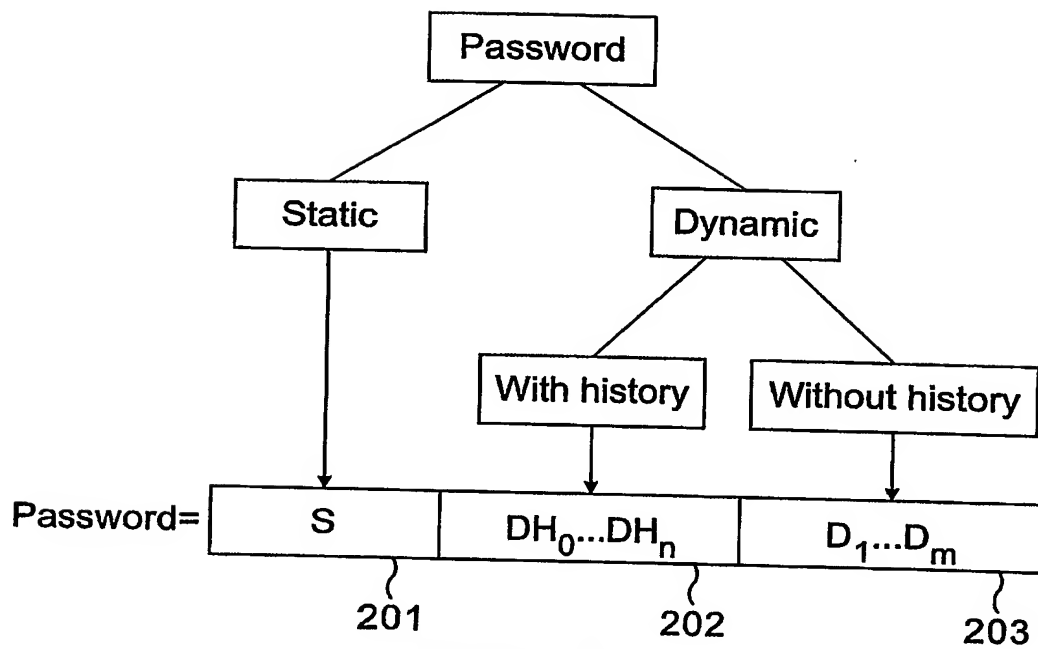 Password
Static
Dynamic
With history
Without history
Password= S DH₀...DHₙ D₁...Dₘ
201 202 203